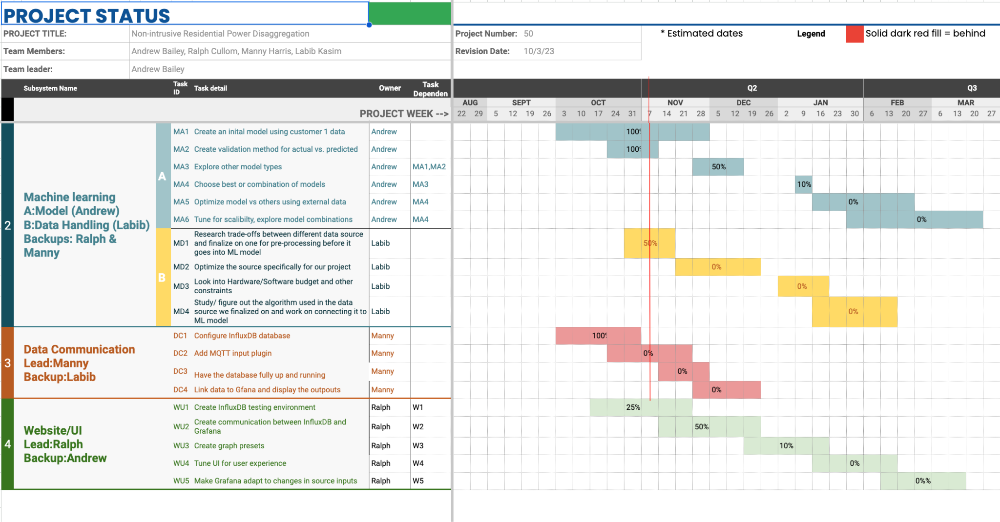 PROJECT STATUS
PROJECT TITLE: Non-intrusive Residential Power Disaggregation Project Number: 50 * Estimated dates Legend Solid dark red fill = behind
Team Members: Andrew Bailey, Ralph Cullom, Manny Harris, Labib Kasim Revision Date: 10/3/23
Team leader: Andrew Bailey
Subsystem Name Task ID Task detail Owner Task Dependen Q2 Q3
AUG SEPT OCT NOV DEC JAN FEB MAR
PROJECT WEEK --> 22 29 5 12 19 26 3 10 17 24 31 7 14 21 28 5 12 19 26 2 9 16 23 30 6 13 20 27 6 13 20 27
2
Machine learning
A:Model (Andrew)
B:Data Handling (Labib)
Backups: Ralph &
Manny
A
MA1 Create an inital model using customer 1 data Andrew 100%
MA2 Create validation method for actual vs. predicted Andrew 100%
MA3 Explore other model types Andrew MA1,MA2 50%
MA4 Choose best or combination of models Andrew MA3 10%
MA5 Optimize model vs others using external data Andrew MA4 0%
MA6 Tune for scalibilty, explore model combinations Andrew MA4 0%
B
MD1 Research trade-offs between different data source
and finalize on one for pre-processing before it
goes into ML model Labib 50%
MD2 Optimize the source specifically for our project Labib 0%
MD3 Look into Hardware/Software budget and other
constraints Labib 0%
MD4 Study/ figure out the algorithm used in the data
source we finalized on and work on connecting it to
ML model Labib 0%
3
Data Communication
Lead:Manny
Backup:Labib
DC1 Configure InfluxDB database Manny 100%
DC2 Add MQTT input plugin Manny 0%
DC3 Have the database fully up and running Manny 0%
DC4 Link data to Gfana and display the outpouts Manny 0%
4
Website/UI
Lead:Ralph
Backup:Andrew
WU1 Create InfluxDB testing environment Ralph W1 25%
WU2 Create communication between InfluxDB and
Grafana Ralph W2 50%
WU3 Create graph presets Ralph W3 10%
WU4 Tune UI for user experience Ralph W4 0%
WU5 Make Grafana adapt to changes in source inputs Ralph W5 0%%